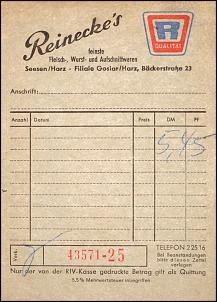 Reinecke's
R
QUALITÄT
feinste
Fleisch-, Wurst- und Aufschnittwaren
Seesen/Harz - Filiale Goslar/Harz, Bäckerstraße 23
Anschrift:
Anzahl Datum Preis DM PF
5,45
Verk.
43571-25
TELEFON 2 25 16
Bei Beanstandungen
bitte diesen Zettel
vorlegen
Nur der von der RIV-Kasse gedruckte Betrag gilt als Quittung
5,5% Mehrwertsteuer inbegriffen